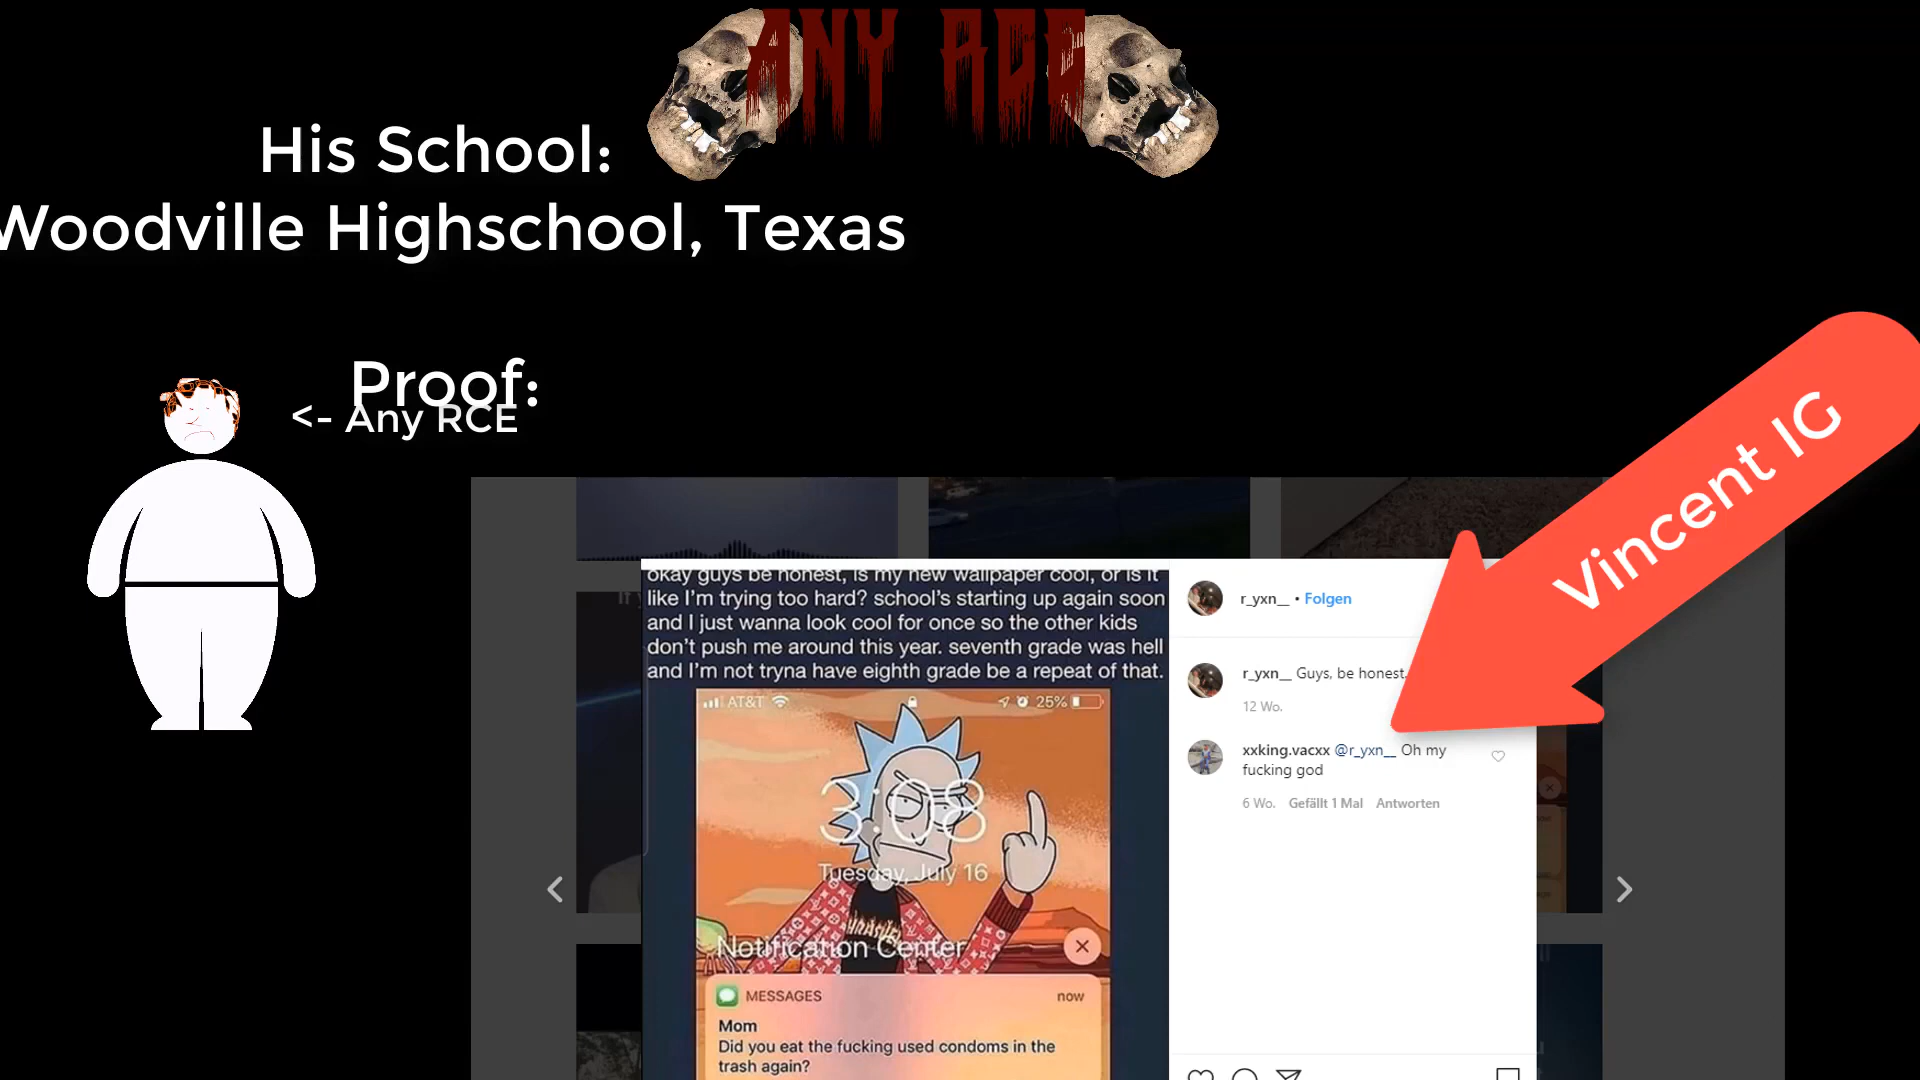 ANY RCE
His School:
Woodville Highschool, Texas
Proof:
<- Any RCE
Vincent IG
okay guys be honest, is my new wallpaper cool, or is it
like I'm trying too hard? school's starting up again soon
and I just wanna look cool for once so the other kids
don't push me around this year. seventh grade was hell
and I'm not tryna have eighth grade be a repeat of that.
AT&T 25%
3:08
Tuesday, July 16
Notification Center
MESSAGES now
Mom
Did you eat the fucking used condoms in the
trash again?
r_yxn__ • Folgen
r_yxn__ Guys, be honest.
12 Wo.
xxking.vacxx @r_yxn__ Oh my
fucking god
6 Wo. Gefällt 1 Mal Antworten